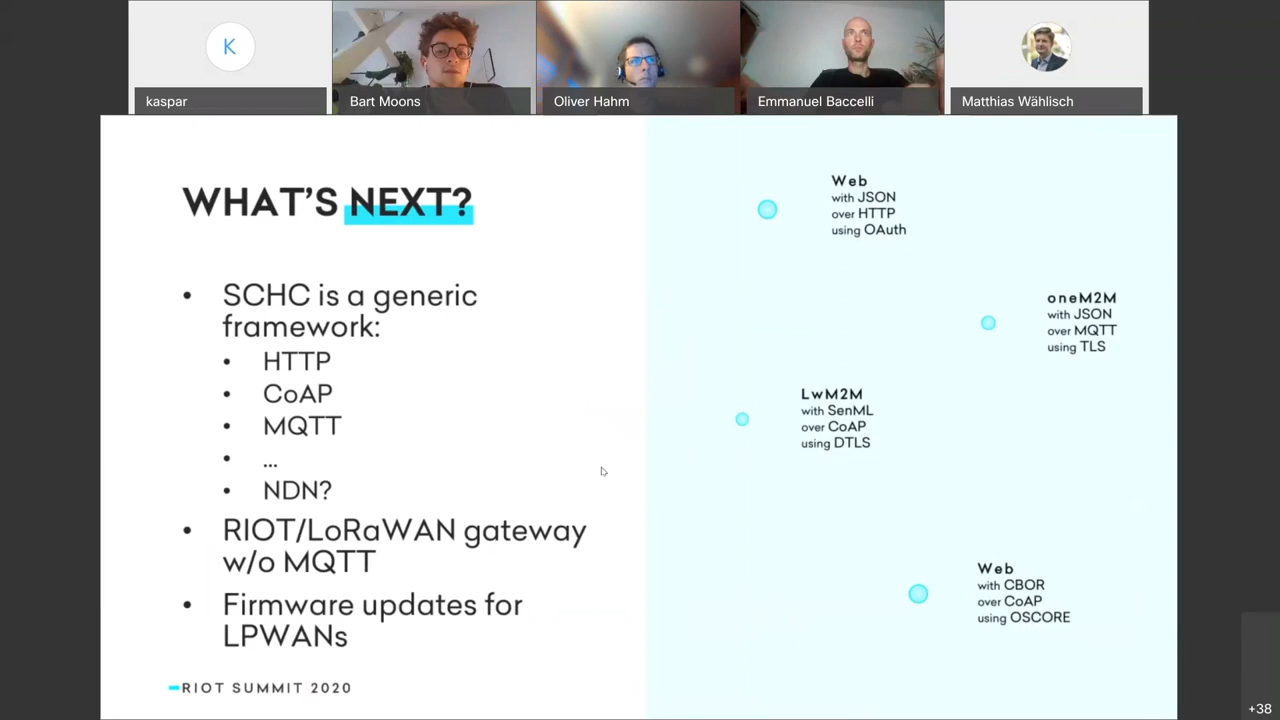 K
kaspar
Bart Moons
Oliver Hahm
Emmanuel Baccelli
Matthias Wählisch
WHAT'S NEXT?
• SCHC is a generic
framework:
• HTTP
• CoAP
• MQTT
• ...
• NDN?
• RIOT/LoRaWAN gateway
w/o MQTT
• Firmware updates for
LPWANs
RIOT SUMMIT 2020
Web
with JSON
over HTTP
using OAuth
oneM2M
with JSON
over MQTT
using TLS
LwM2M
with SenML
over CoAP
using DTLS
Web
with CBOR
over CoAP
using OSCORE
+38